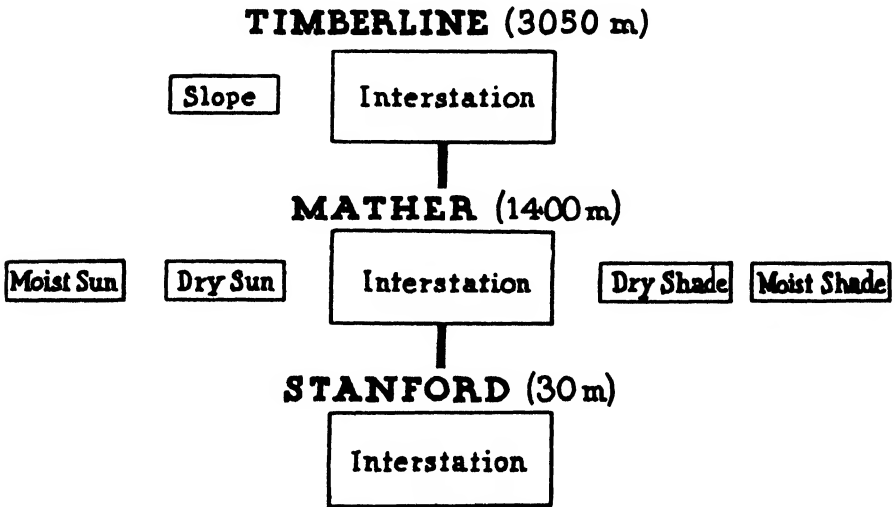 TIMBERLINE (3050 m)
Slope
Interstation
MATHER (1400 m)
Moist Sun
Dry Sun
Interstation
Dry Shade
Moist Shade
STANFORD (30 m)
Interstation